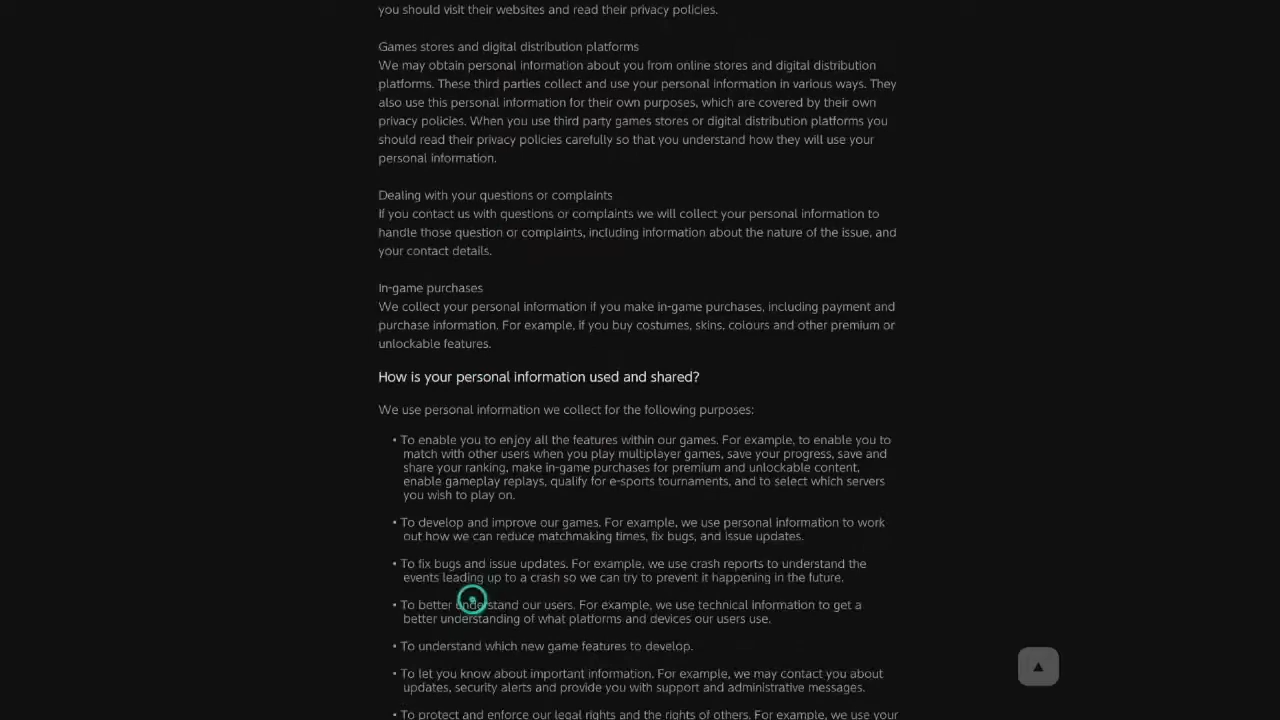 you should visit their websites and read their privacy policies.
Games stores and digital distribution platforms
We may obtain personal information about you from online stores and digital distribution
platforms. These third parties collect and use your personal information in various ways. They
also use this personal information for their own purposes, which are covered by their own
privacy policies. When you use third party games stores or digital distribution platforms you
should read their privacy policies carefully so that you understand how they will use your
personal information.
Dealing with your questions or complaints
If you contact us with questions or complaints we will collect your personal information to
handle those question or complaints, including information about the nature of the issue, and
your contact details.
In-game purchases
We collect your personal information if you make in-game purchases, including payment and
purchase information. For example, if you buy costumes, skins, colours and other premium or
unlockable features.
How is your personal information used and shared?
We use personal information we collect for the following purposes:
• To enable you to enjoy all the features within our games. For example, to enable you to
match with other users when you play multiplayer games, save your progress, save and
share your ranking, make in-game purchases for premium and unlockable content,
enable gameplay replays, qualify for e-sports tournaments, and to select which servers
you wish to play on.
• To develop and improve our games. For example, we use personal information to work
out how we can reduce matchmaking times, fix bugs, and issue updates.
• To fix bugs and issue updates. For example, we use crash reports to understand the
events leading up to a crash so we can try to prevent it happening in the future.
• To better understand our users. For example, we use technical information to get a
better understanding of what platforms and devices our users use.
• To understand which new game features to develop.
• To let you know about important information. For example, we may contact you about
updates, security alerts and provide you with support and administrative messages.
• To protect and enforce our legal rights and the rights of others. For example, we use your